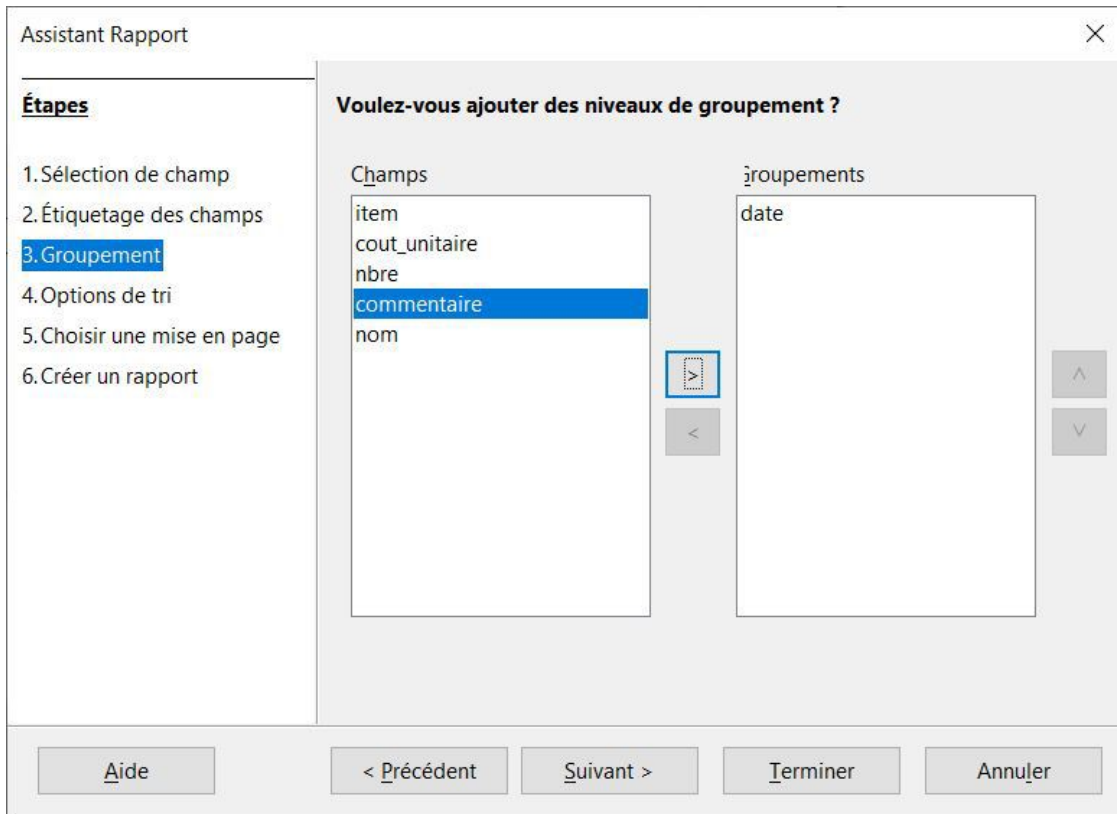 Assistant Rapport
Étapes
1. Sélection de champ
2. Étiquetage des champs
3. Groupement
4. Options de tri
5. Choisir une mise en page
6. Créer un rapport
Voulez-vous ajouter des niveaux de groupement ?
Champs
item
cout_unitaire
nbre
commentaire
nom
>
<
Groupements
date
Aide
< Précédent
Suivant >
Terminer
Annuler